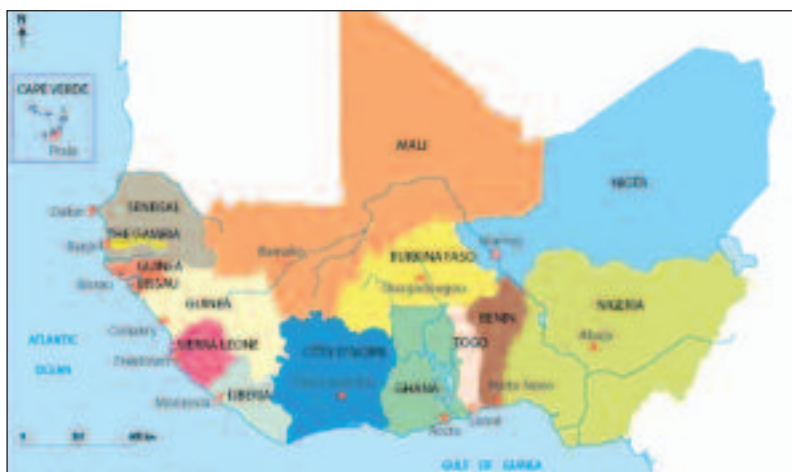 N
CAPE VERDE
Praia
MALI
NIGER
Dakar
SENEGAL
THE GAMBIA
Banjul
Bamako
Niamey
BURKINA FASO
GUINEA
BISSAU
Bissau
Ouagadougou
GUINEA
NIGERIA
BENIN
Conakry
SIERRA LEONE
CÔTE D'IVOIRE
TOGO
Abuja
ATLANTIC
OCEAN
Freetown
GHANA
LIBERIA
Porto Novo
Monrovia
Lomé
Accra
0
GULF OF GUINEA